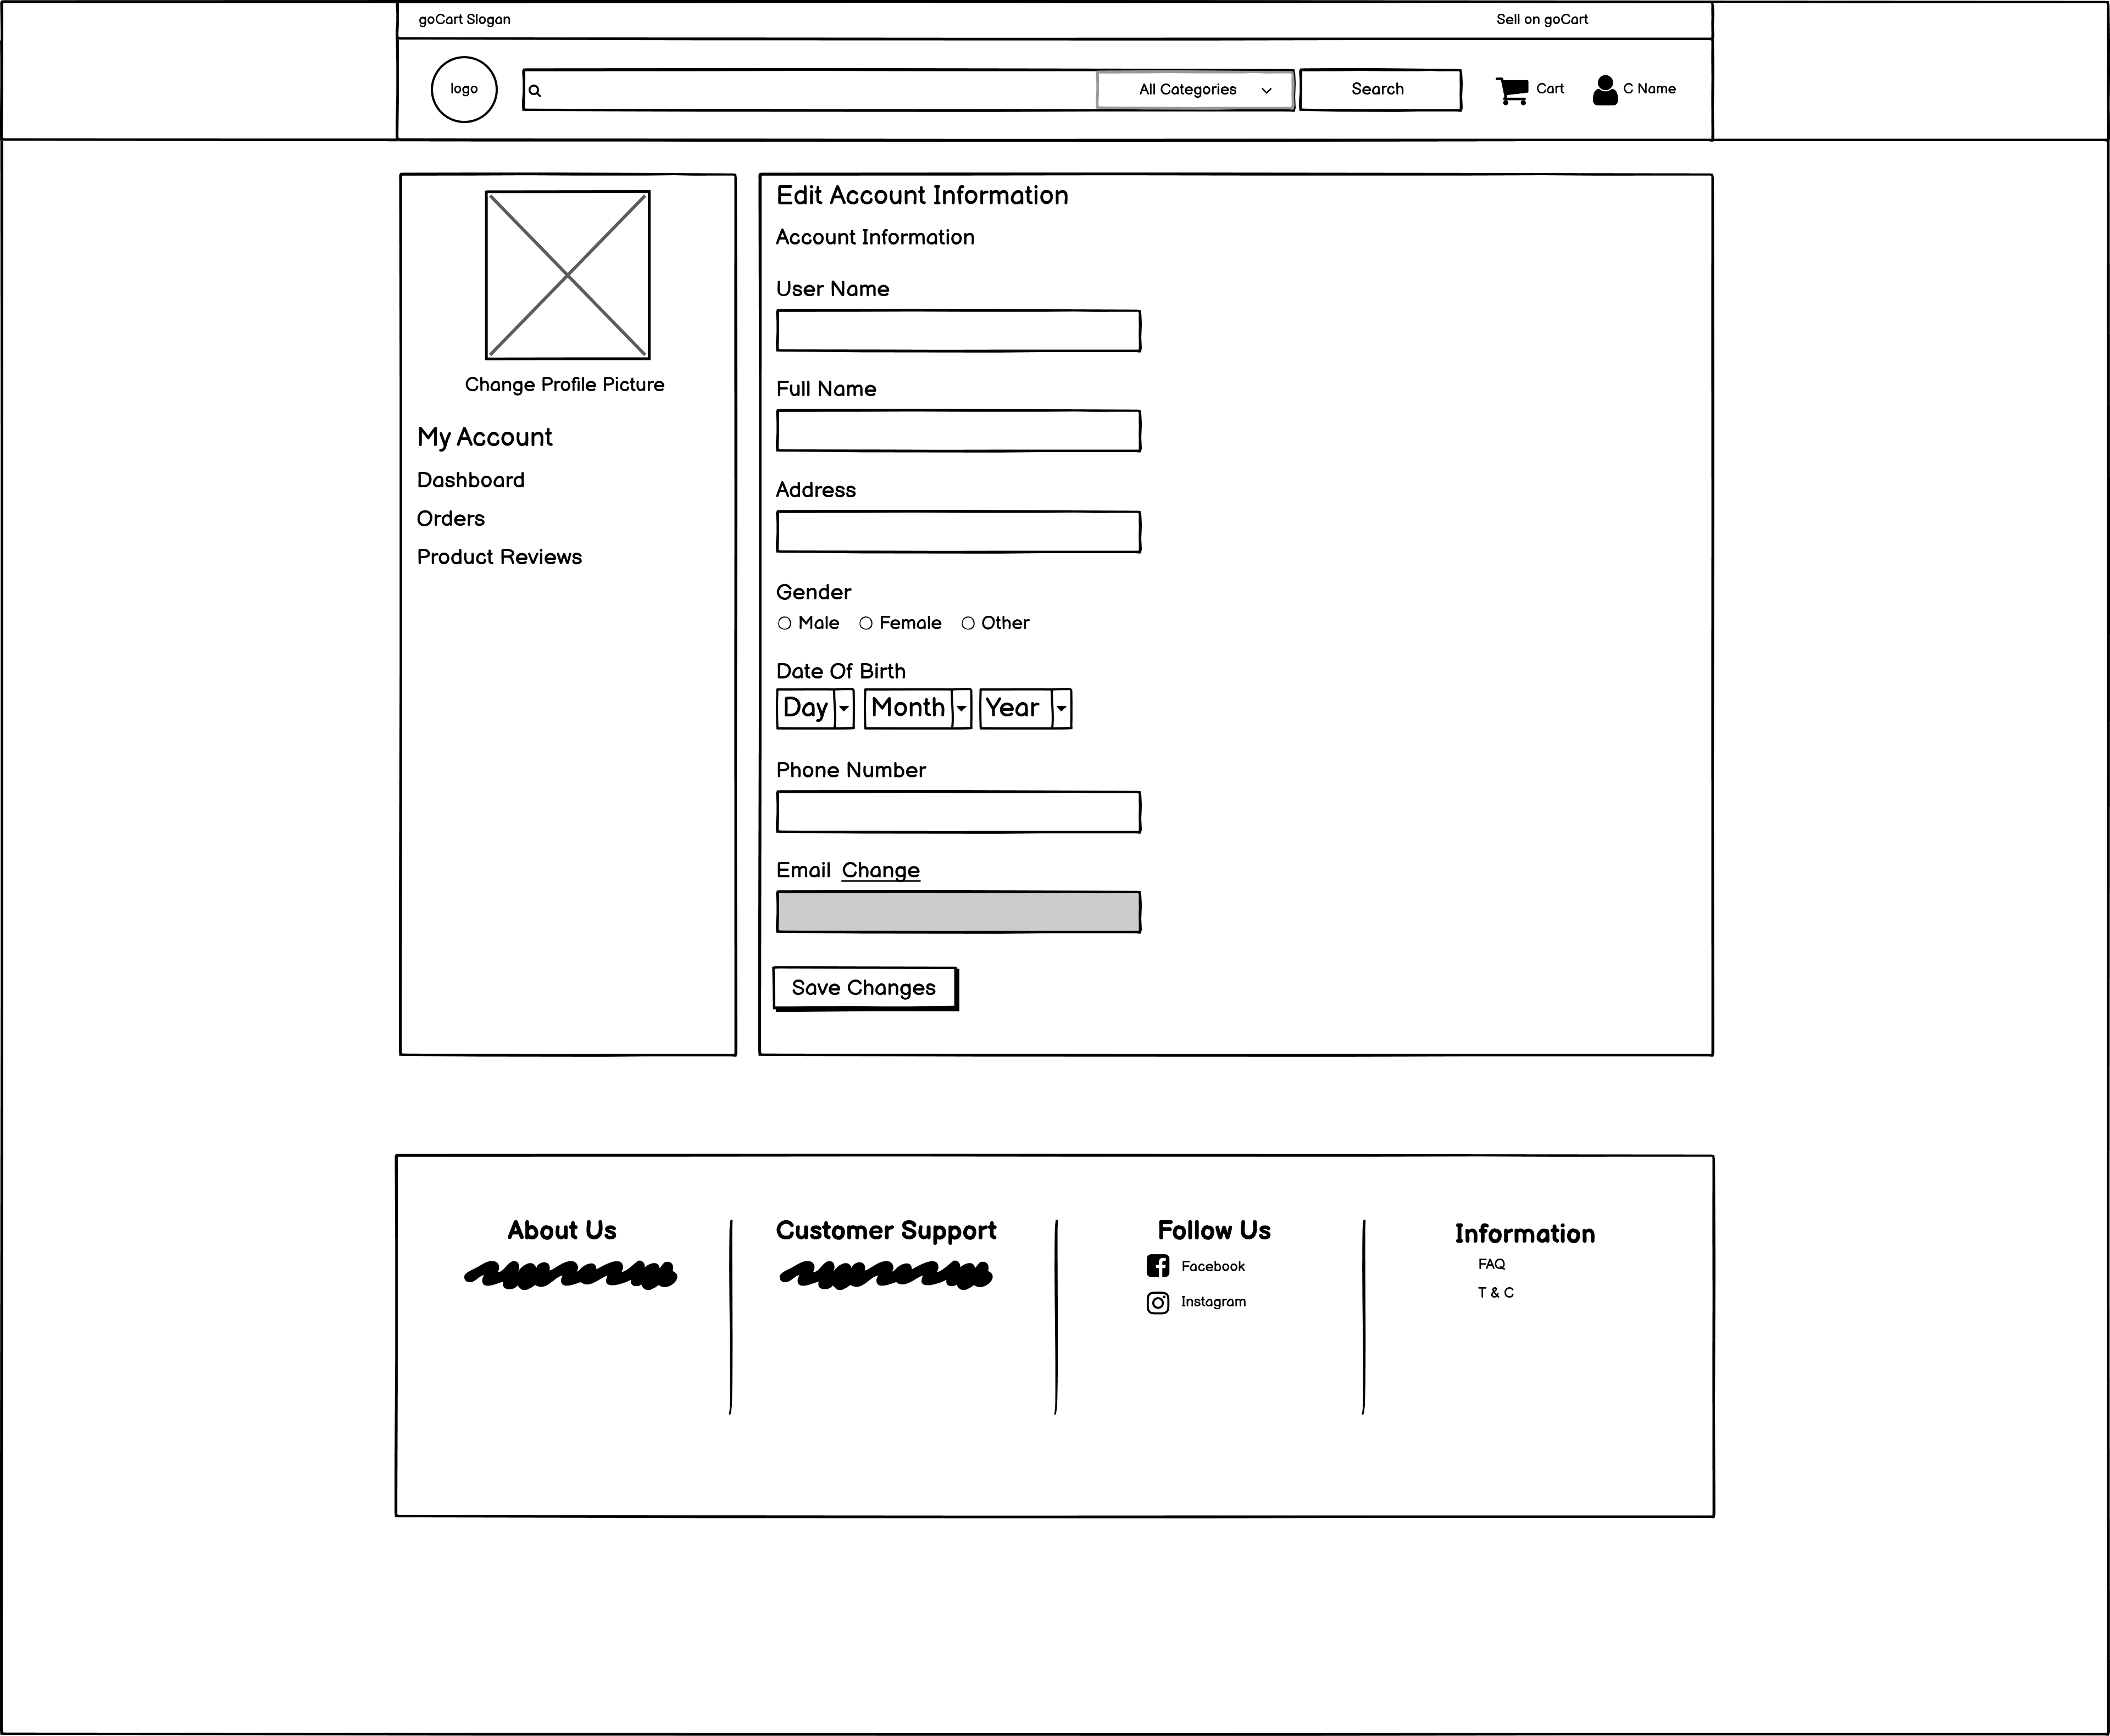 goCart Slogan Sell on goCart
logo All Categories Search Cart C Name
Change Profile Picture
My Account
Dashboard
Orders
Product Reviews
Edit Account Information
Account Information
User Name
Full Name
Address
Gender
Male Female Other
Date Of Birth
Day Month Year
Phone Number
Email Change
Save Changes
About Us
Customer Support
Follow Us
Facebook
Instagram
Information
FAQ
T & C